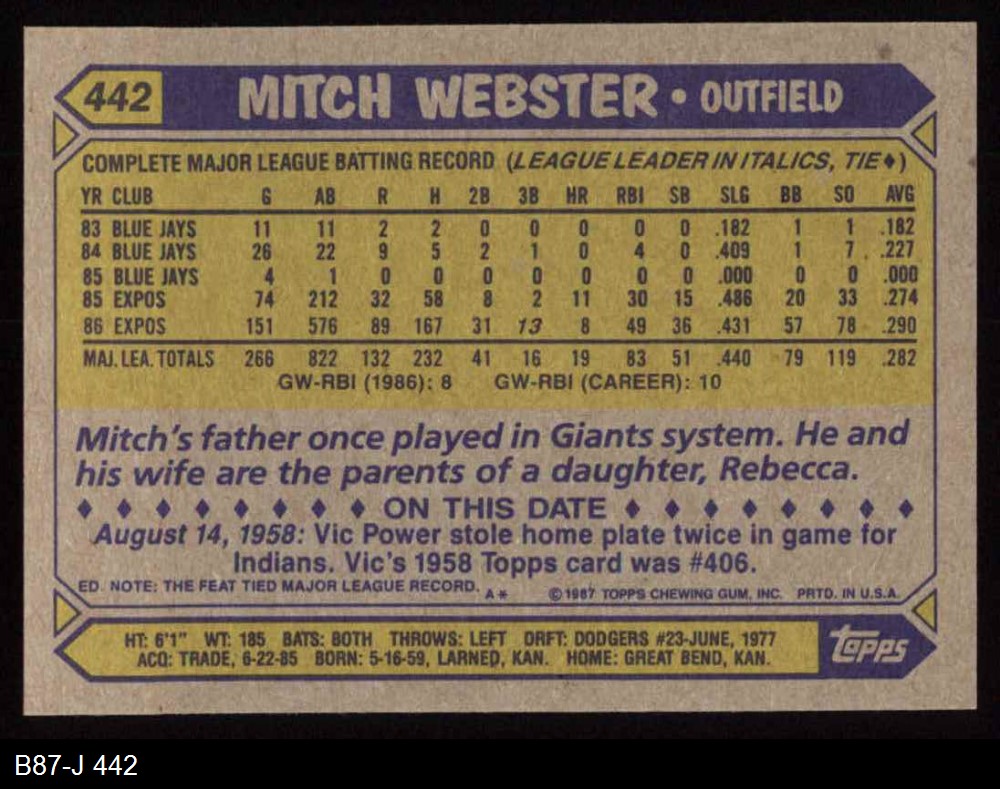 442 MITCH WEBSTER • OUTFIELD
COMPLETE MAJOR LEAGUE BATTING RECORD (LEAGUE LEADER IN ITALICS, TIE♦)
YR CLUB G AB R H 2B 3B HR RBI SB SLG BB SO AVG
83 BLUE JAYS 11 11 2 2 0 0 0 0 0 .182 1 1 .182
84 BLUE JAYS 26 22 9 5 2 1 0 4 0 .409 1 7 .227
85 BLUE JAYS 4 1 0 0 0 0 0 0 0 .000 0 0 .000
85 EXPOS 74 212 32 58 8 2 11 30 15 .486 20 33 .274
86 EXPOS 151 576 89 167 31 13 8 49 36 .431 57 78 .290
MAJ. LEA. TOTALS 266 822 132 232 41 16 19 83 51 .440 79 119 .282
GW-RBI (1986): 8 GW-RBI (CAREER): 10
Mitch's father once played in Giants system. He and
his wife are the parents of a daughter, Rebecca.
♦ ♦ ♦ ♦ ♦ ♦ ♦ ♦ ON THIS DATE ♦ ♦ ♦ ♦ ♦ ♦ ♦ ♦
August 14, 1958: Vic Power stole home plate twice in game for
Indians. Vic's 1958 Topps card was #406.
ED. NOTE: THE FEAT TIED MAJOR LEAGUE RECORD. A* ©1987 TOPPS CHEWING GUM, INC. PRTD. IN U.S.A.
HT: 6'1" WT: 185 BATS: BOTH THROWS: LEFT DRFT: DODGERS #23-JUNE, 1977
ACQ: TRADE, 6-22-85 BORN: 5-16-59, LARNED, KAN. HOME: GREAT BEND, KAN.
topps
B87-J 442